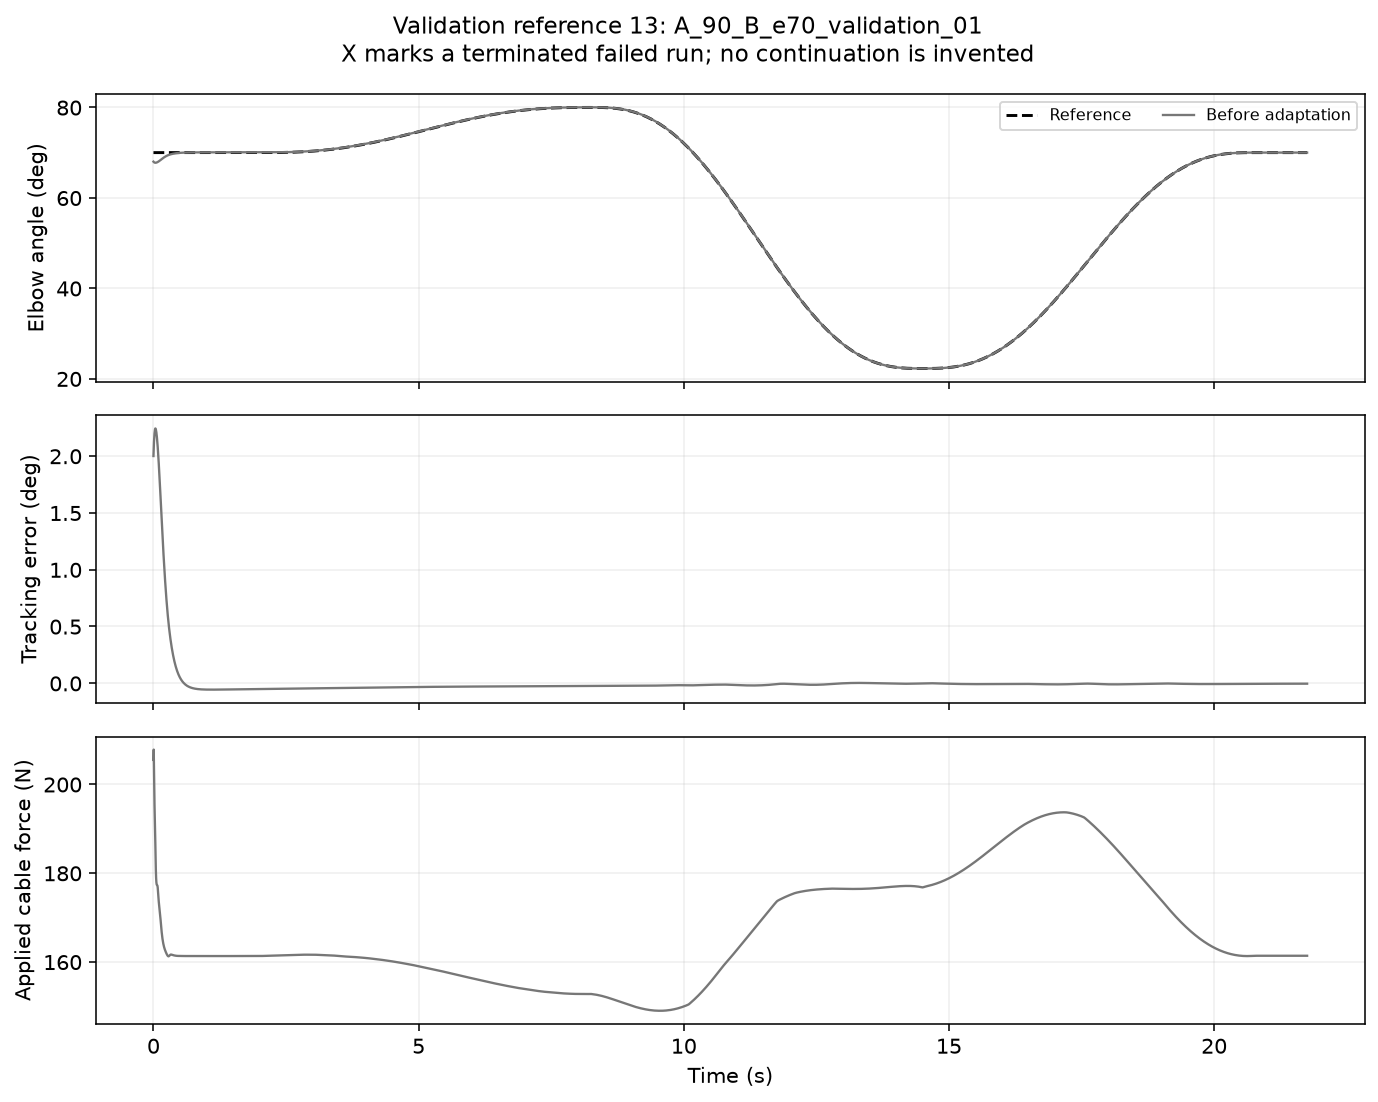 Validation reference 13: A_90_B_e70_validation_01
X marks a terminated failed run; no continuation is invented
Elbow angle (deg)
80
60
40
20
Reference
Before adaptation
Tracking error (deg)
2.0
1.5
1.0
0.5
0.0
Applied cable force (N)
200
180
160
0
5
10
15
20
Time (s)